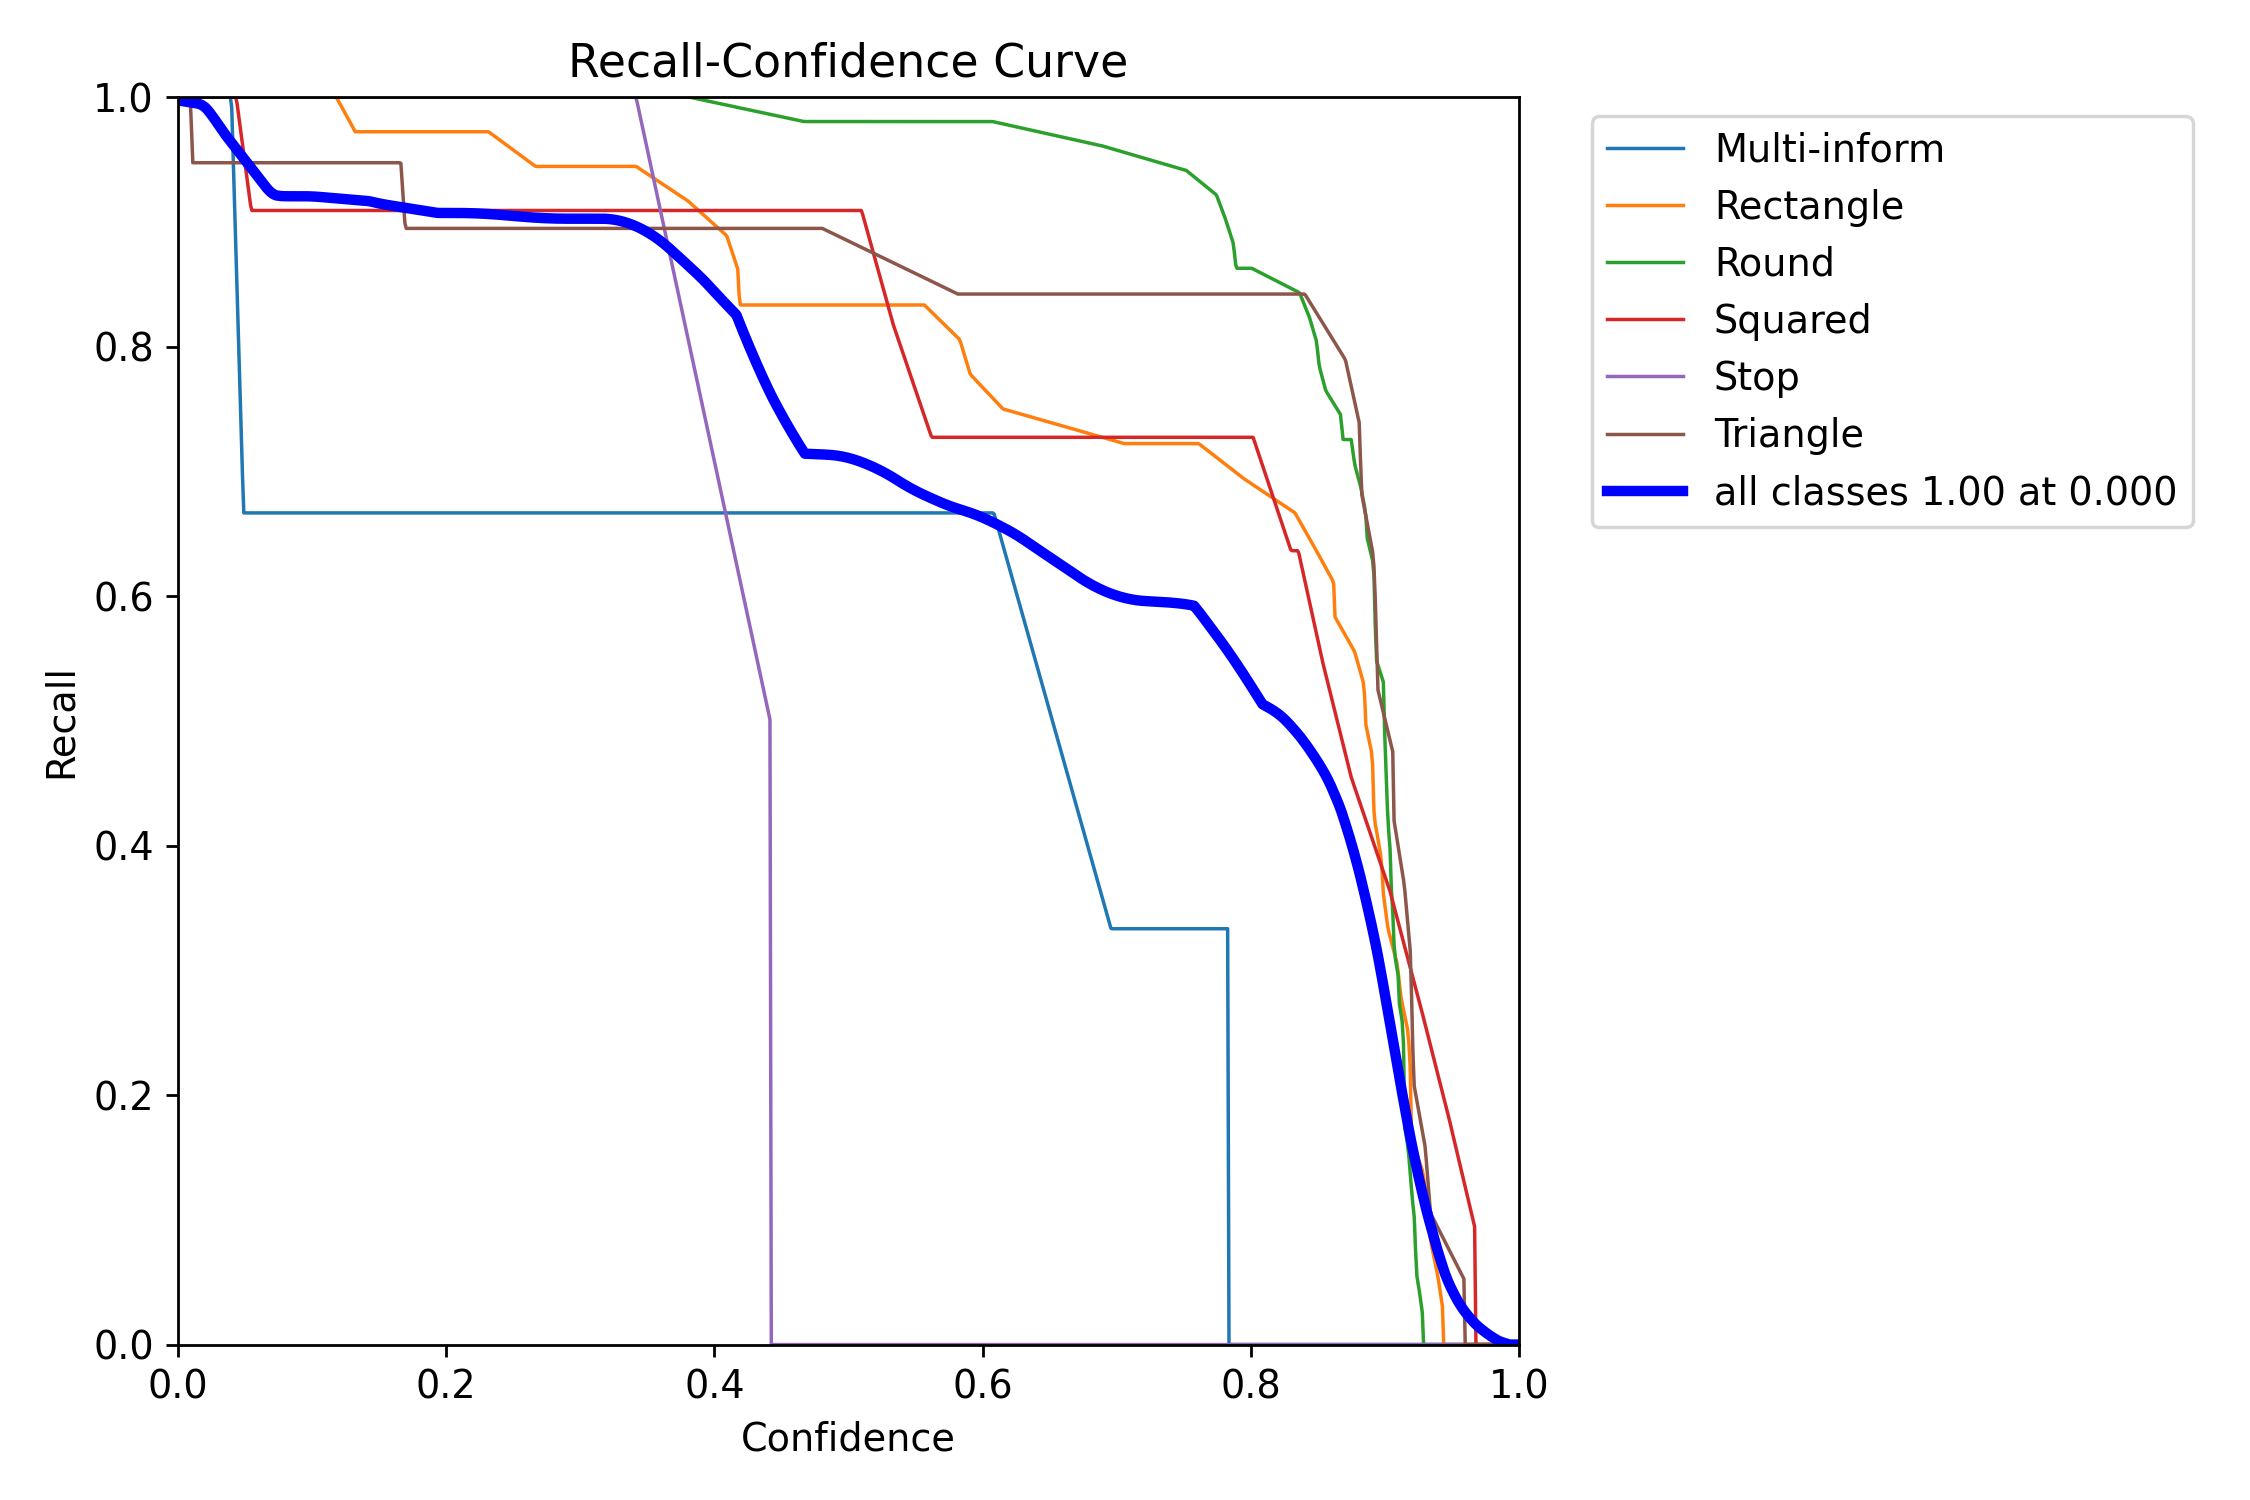 Recall-Confidence Curve
1.0
0.8
0.6
0.4
0.2
0.0
Recall
0.0 0.2 0.4 0.6 0.8 1.0
Confidence
Multi-inform
Rectangle
Round
Squared
Stop
Triangle
all classes 1.00 at 0.000